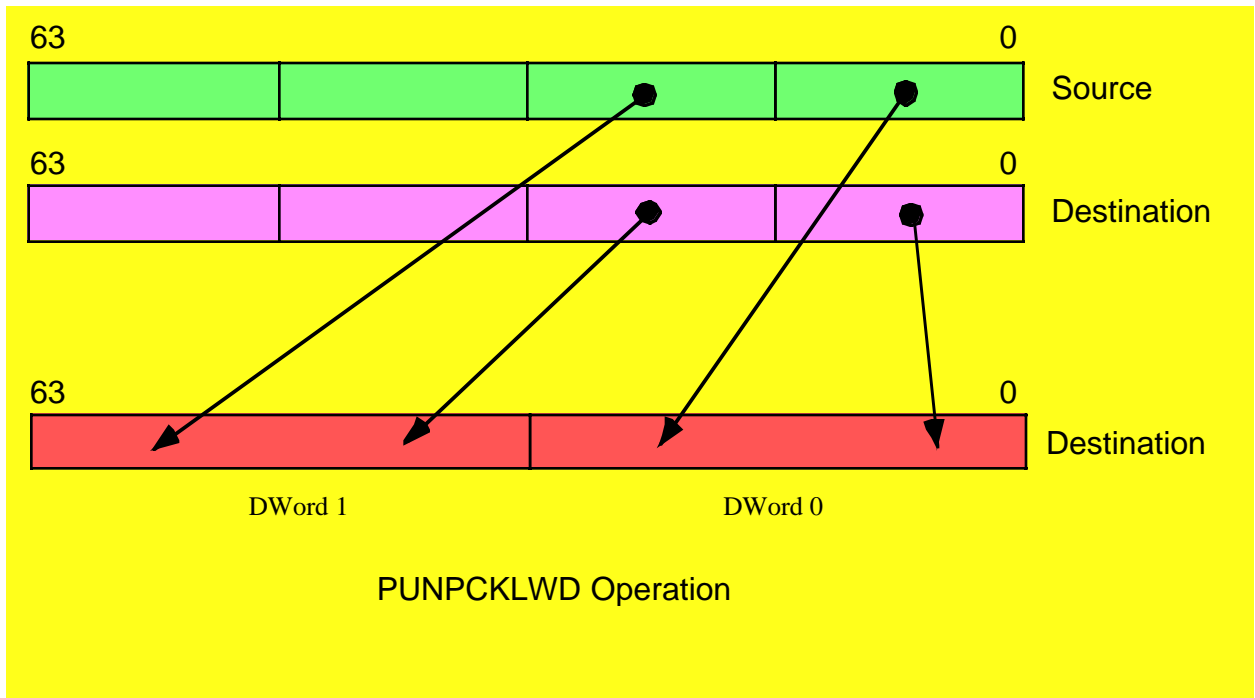 63 0
Source
63 0
Destination
63 0
Destination
DWord 1 DWord 0
PUNPCKLWD Operation